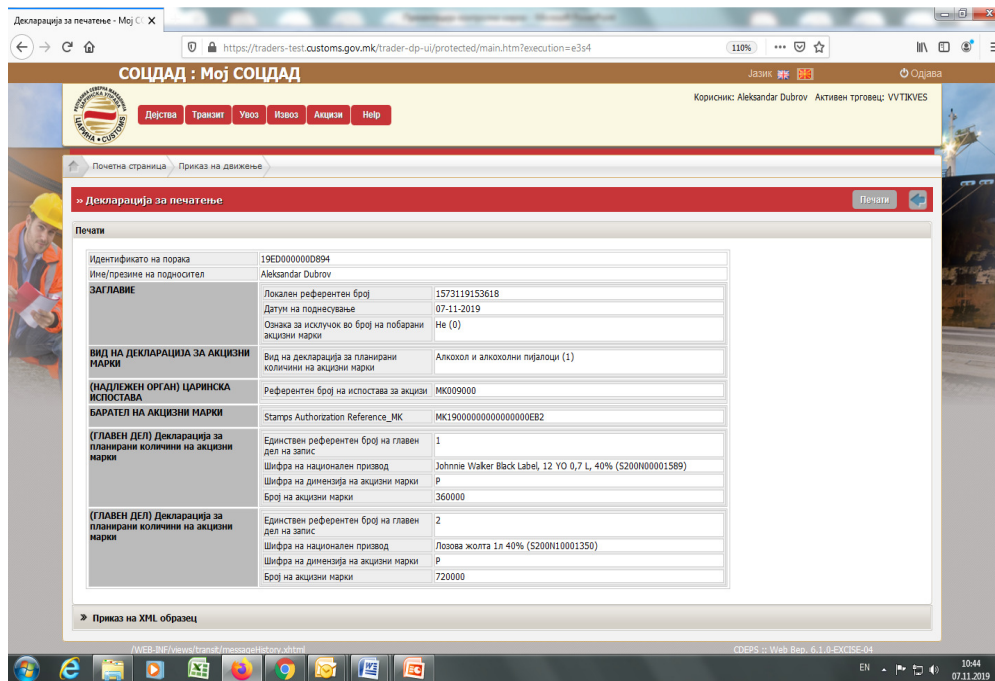 Декларација за печатење - Мој СС
https://traders-test.customs.gov.mk/trader-dp-ui/protected/main.htm?execution=e3s4
110%
СОЦДАД : Мој СОЦДАД
Јазик
Одјава
Корисник: Aleksandar Dubrov Активен трговец: VVTIKVES
Дејства Транзит Увоз Извоз Акцизи Help
Почетна страница Приказ на движење
» Декларација за печатење
Печати
Печати
Идентификато на порака 19ED000000D894
Име/презиме на подносител Aleksandar Dubrov
ЗАГЛАВИЕ
Локален референтен број 1573119153618
Датум на поднесување 07-11-2019
Ознака за исклучок во број на побарани Не (0)
акцизни марки
ВИД НА ДЕКЛАРАЦИЈА ЗА АКЦИЗНИ
МАРКИ
Вид на декларација за планирани Алкохол и алкохолни пијалоци (1)
количини на акцизни марки
(НАДЛЕЖЕН ОРГАН) ЦАРИНСКА
ИСПОСТАВА
Референтен број на испостава за акцизи MK009000
БАРАТЕЛ НА АКЦИЗНИ МАРКИ
Stamps Authorization Reference_MK MK19000000000000000EB2
(ГЛАВЕН ДЕЛ) Декларација за
планирани количини на акцизни
марки
Единствен референтен број на главен 1
дел на запис
Шифра на национален призвод Johnnie Walker Black Label, 12 YO 0,7 L, 40% (S200N00001589)
Шифра на димензија на акцизни марки P
Број на акцизни марки 360000
(ГЛАВЕН ДЕЛ) Декларација за
планирани количини на акцизни
марки
Единствен референтен број на главен 2
дел на запис
Шифра на национален призвод Лозова жолта 1л 40% (S200N10001350)
Шифра на димензија на акцизни марки P
Број на акцизни марки 720000
Приказ на XML образец
/WEB-INF/views/transit/messageHistory.xhtml
CDEPS :: Web Вер. 6.1.0-EXCISE-04
EN
10:44
07.11.2019